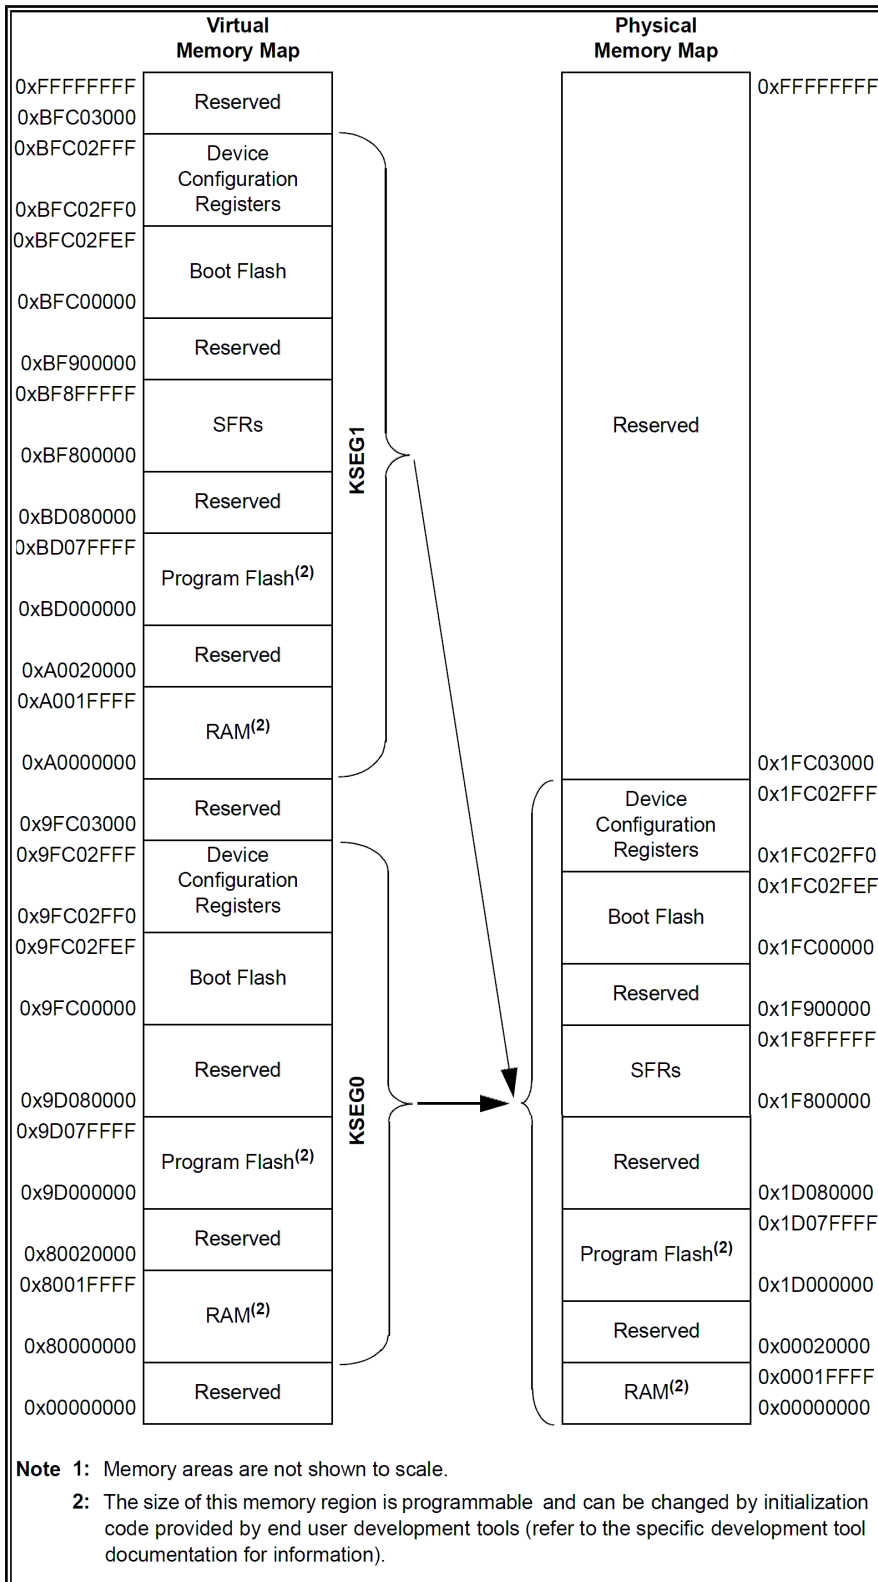 Virtual
Memory Map
0xFFFFFFFF
Reserved
0xBFC03000
0xBFC02FFF
Device
Configuration
Registers
0xBFC02FF0
0xBFC02FEF
Boot Flash
0xBFC00000
Reserved
0xBF900000
0xBF8FFFFF
SFRs
0xBF800000
Reserved
0xBD080000
0xBD07FFFF
Program Flash(2)
0xBD000000
Reserved
0xA0020000
0xA001FFFF
RAM(2)
0xA0000000
KSEG1
Reserved
0x9FC03000
0x9FC02FFF
Device
Configuration
Registers
0x9FC02FF0
0x9FC02FEF
Boot Flash
0x9FC00000
Reserved
0x9D080000
0x9D07FFFF
Program Flash(2)
0x9D000000
Reserved
0x80020000
0x8001FFFF
RAM(2)
0x80000000
KSEG0
Reserved
0x00000000
Physical
Memory Map
0xFFFFFFFF
Reserved
0x1FC03000
Device
Configuration
Registers
0x1FC02FFF
0x1FC02FF0
0x1FC02FEF
Boot Flash
0x1FC00000
Reserved
0x1F900000
0x1F8FFFFF
SFRs
0x1F800000
Reserved
0x1D080000
0x1D07FFFF
Program Flash(2)
0x1D000000
Reserved
0x00020000
0x0001FFFF
RAM(2)
0x00000000
Note 1: Memory areas are not shown to scale.
2: The size of this memory region is programmable and can be changed by initialization
code provided by end user development tools (refer to the specific development tool
documentation for information).